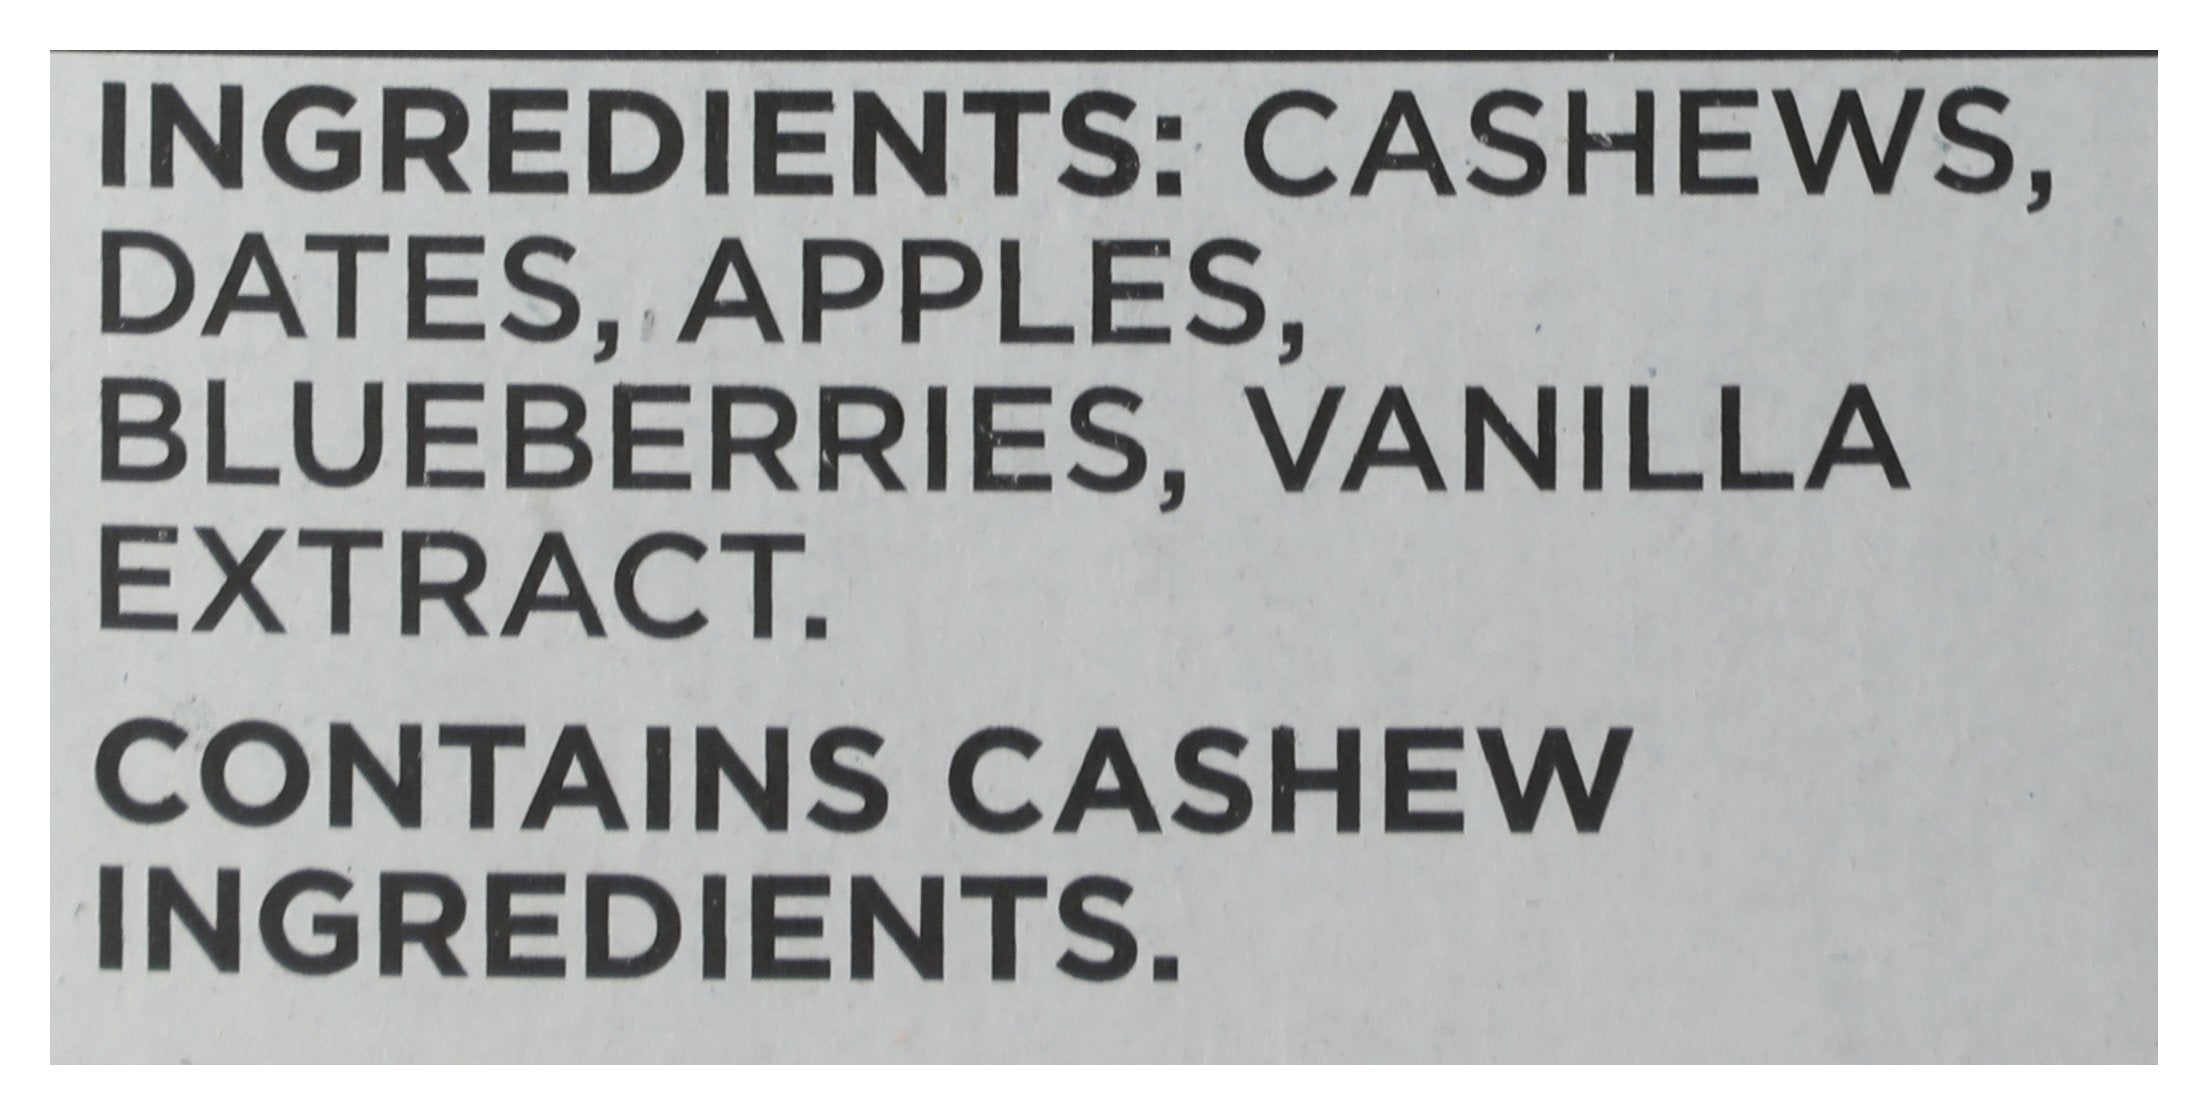 INGREDIENTS: CASHEWS,
DATES, APPLES,
BLUEBERRIES, VANILLA
EXTRACT.
CONTAINS CASHEW
INGREDIENTS.